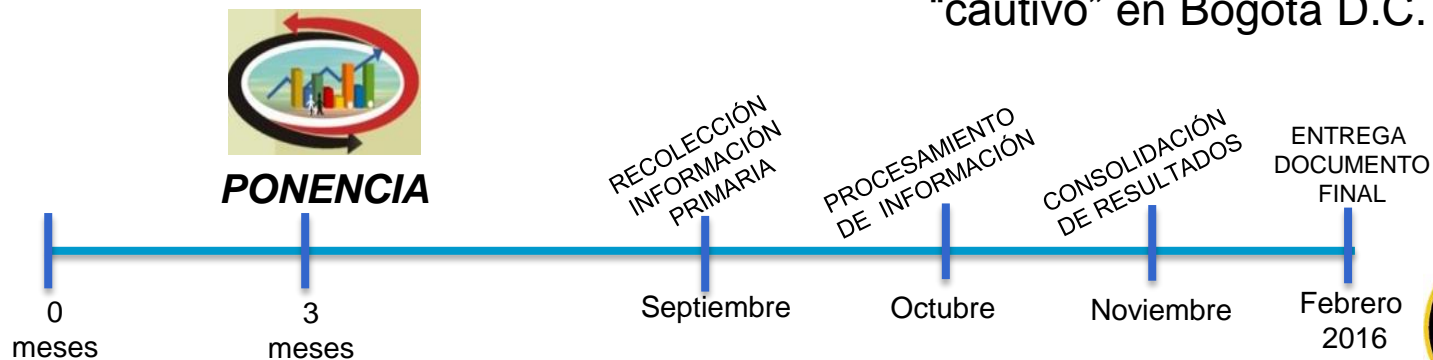 “cautivo” en Bogotá D.C.
PONENCIA
RECOLECCIÓN
INFORMACIÓN
PRIMARIA
PROCESAMIENTO
DE INFORMACIÓN
CONSOLIDACIÓN
DE RESULTADOS
ENTREGA
DOCUMENTO
FINAL
0
meses
3
meses
Septiembre
Octubre
Noviembre
Febrero
2016